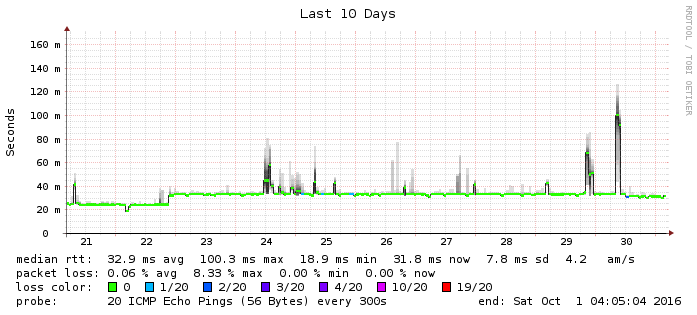 Last 10 Days
RRDTOOL / TOBI OETIKER
Seconds
160 m
140 m
120 m
100 m
80 m
60 m
40 m
20 m
0
21 22 23 24 25 26 27 28 29 30
median rtt: 32.9 ms avg 100.3 ms max 18.9 ms min 31.8 ms now 7.8 ms sd 4.2 am/s
packet loss: 0.06 % avg 8.33 % max 0.00 % min 0.00 % now
loss color: 0 1/20 2/20 3/20 4/20 10/20 19/20
probe: 20 ICMP Echo Pings (56 Bytes) every 300s end: Sat Oct 1 04:05:04 2016